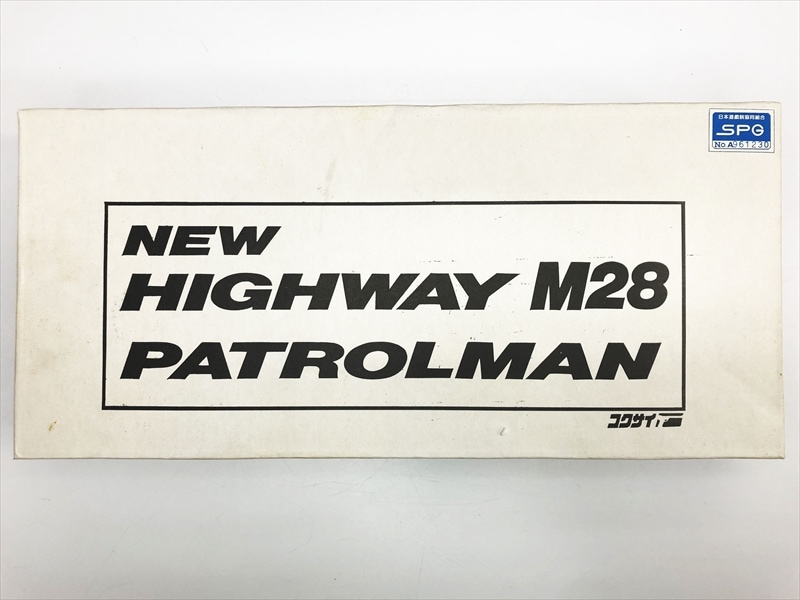 日本遊戯銃協同組合
SPG
No.A961230
NEW
HIGHWAY M28
PATROLMAN
コクサイ